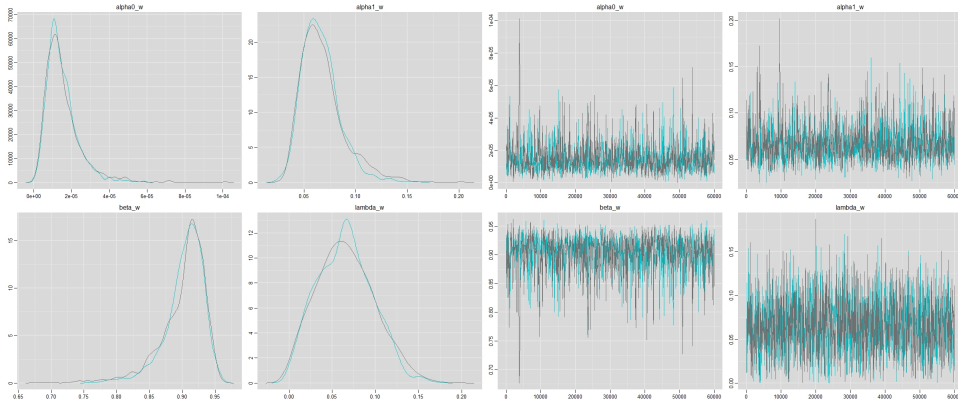 alpha0_w
alpha1_w
alpha0_w
alpha1_w
0 10000 20000 30000 40000 50000 60000 70000
0 5 10 15 20
0e+00 2e-05 4e-05 6e-05 8e-05 1e-04
0.05 0.10 0.15 0.20
0e+00 2e-05 4e-05 6e-05 8e-05 1e-04
0.05 0.10 0.15 0.20
0 10000 20000 30000 40000 50000 60000
0 10000 20000 30000 40000 50000 60000
beta_w
lambda_w
beta_w
lambda_w
0 5 10 15
0 2 4 6 8 10 12
0.65 0.70 0.75 0.80 0.85 0.90 0.95
0.00 0.05 0.10 0.15 0.20
0.70 0.75 0.80 0.85 0.90 0.95
0.00 0.05 0.10 0.15
0 10000 20000 30000 40000 50000 60000
0 10000 20000 30000 40000 50000 60000